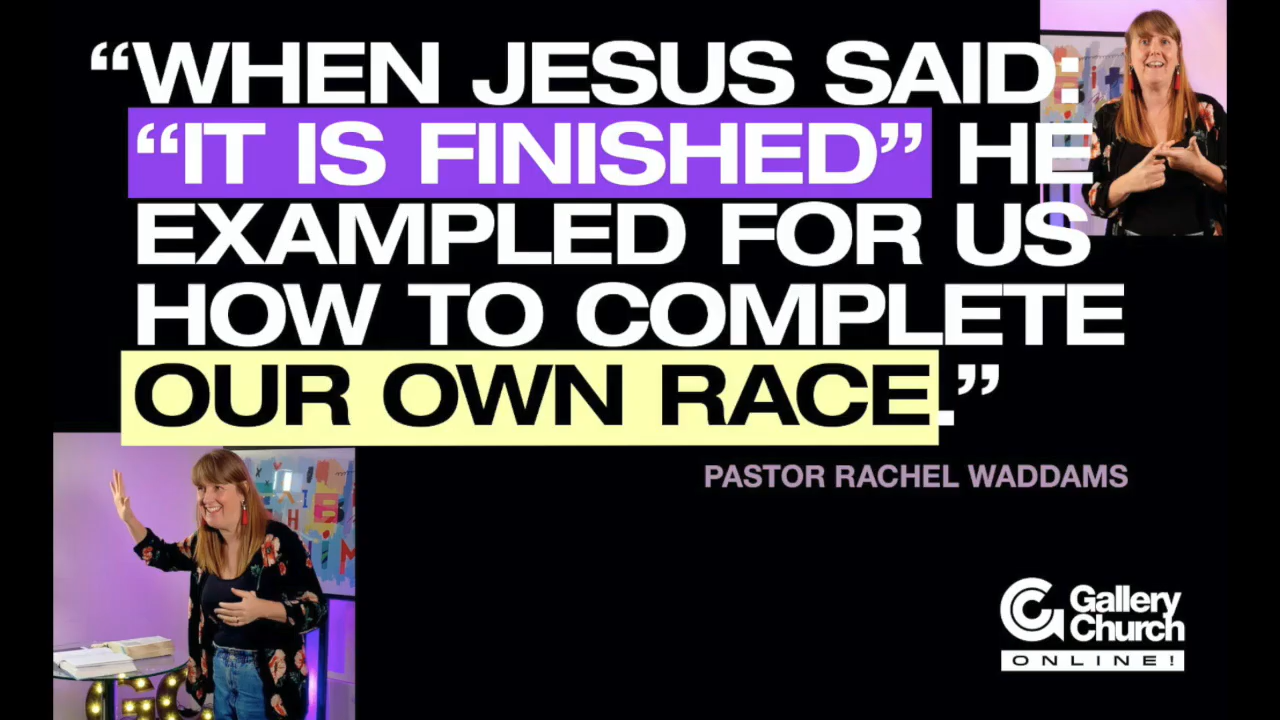 “WHEN JESUS SAID:
“IT IS FINISHED” HE
EXAMPLED FOR US
HOW TO COMPLETE
OUR OWN RACE.”
PASTOR RACHEL WADDAMS
GC
Gallery
Church
ONLINE!